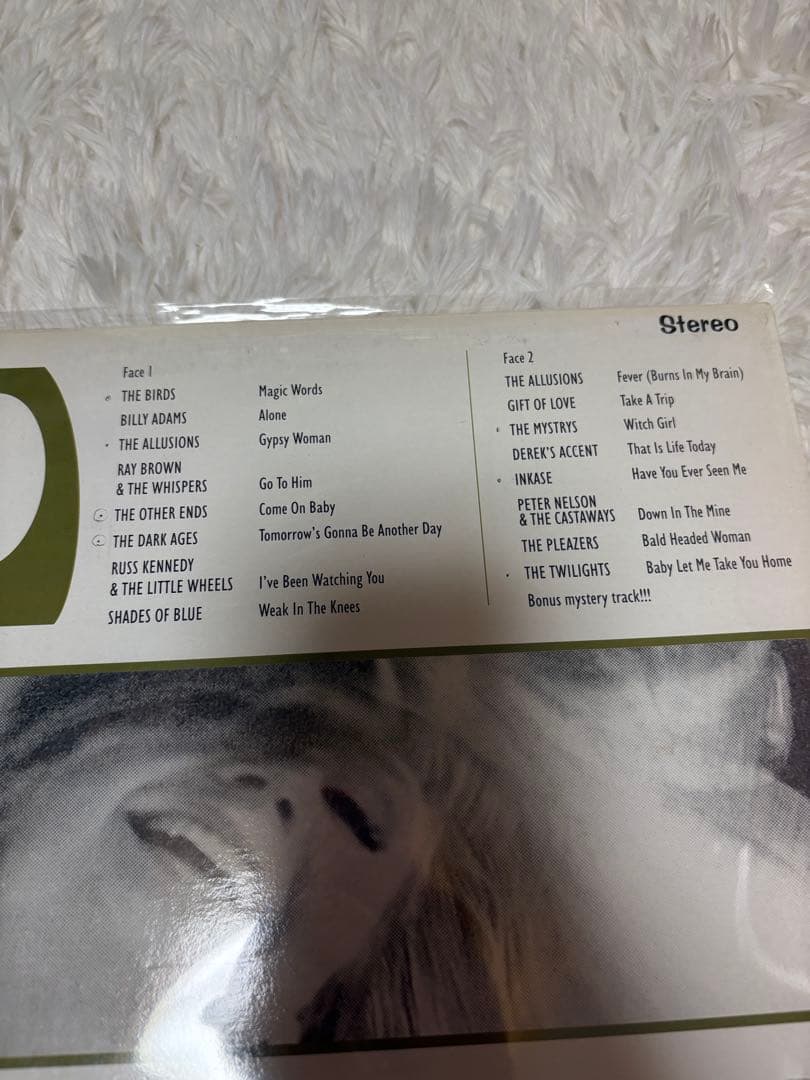 Stereo
Face 1
THE BIRDS Magic Words
BILLY ADAMS Alone
THE ALLUSIONS Gypsy Woman
RAY BROWN
& THE WHISPERS Go To Him
THE OTHER ENDS Come On Baby
THE DARK AGES Tomorrow's Gonna Be Another Day
RUSS KENNEDY
& THE LITTLE WHEELS I've Been Watching You
SHADES OF BLUE Weak In The Knees
Face 2
THE ALLUSIONS Fever (Burns In My Brain)
GIFT OF LOVE Take A Trip
THE MYSTRYS Witch Girl
DEREK'S ACCENT That Is Life Today
INKASE Have You Ever Seen Me
PETER NELSON
& THE CASTAWAYS Down In The Mine
THE PLEAZERS Bald Headed Woman
THE TWILIGHTS Baby Let Me Take You Home
Bonus mystery track!!!